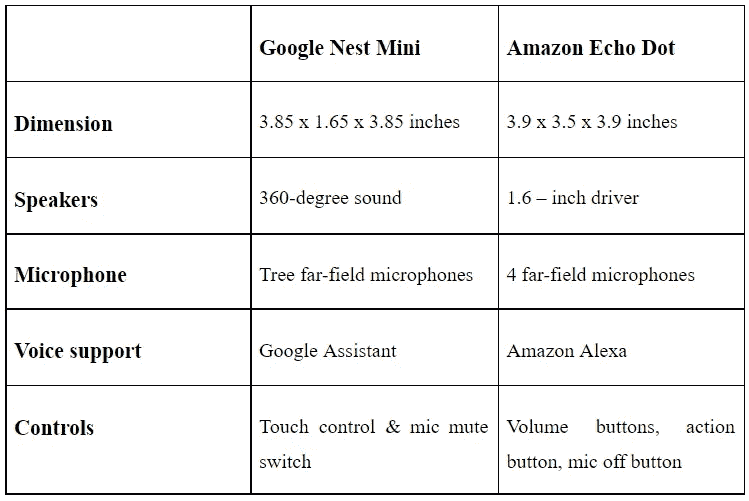 Google Nest Mini Amazon Echo Dot
Dimension 3.85 x 1.65 x 3.85 inches 3.9 x 3.5 x 3.9 inches
Speakers 360-degree sound 1.6 – inch driver
Microphone Tree far-field microphones 4 far-field microphones
Voice support Google Assistant Amazon Alexa
Controls Touch control & mic mute Volume buttons, action
switch button, mic off button